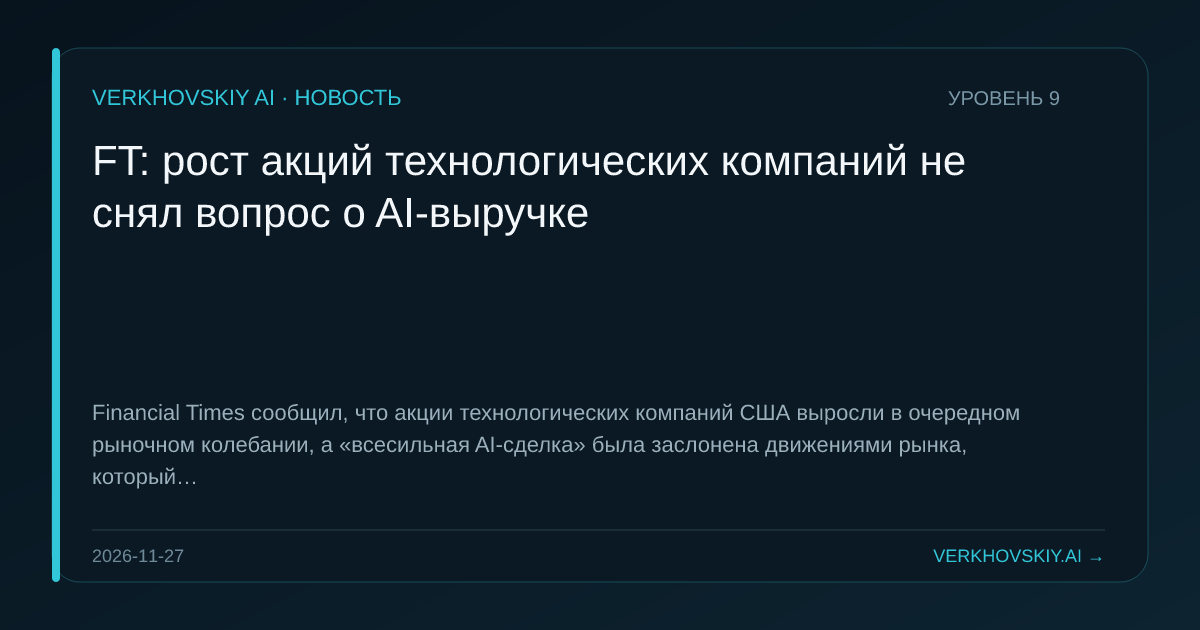 VERKHOVSKIY AI · НОВОСТЬ
УРОВЕНЬ 9
FT: рост акций технологических компаний не
снял вопрос о AI-выручке
Financial Times сообщил, что акции технологических компаний США выросли в очередном
рыночном колебании, а «всесильная AI-сделка» была заслонена движениями рынка,
который…
2026-11-27
VERKHOVSKIY.AI →